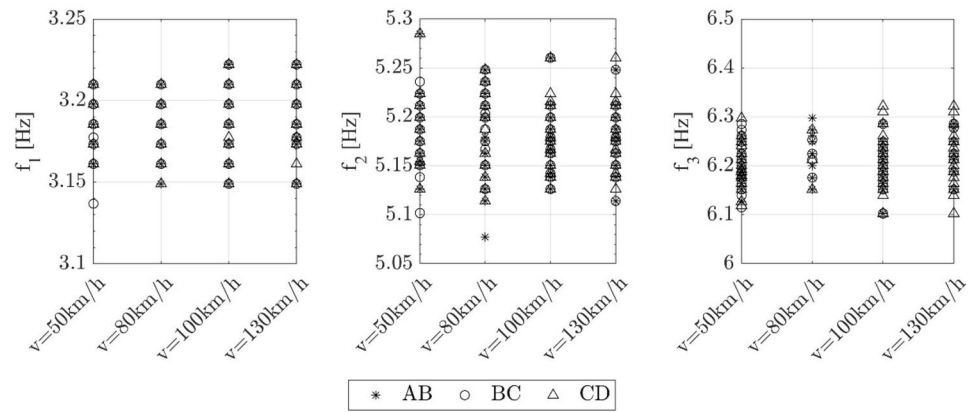 3.25
3.2
3.15
3.1
f1 [Hz]
v=50km/h
v=80km/h
v=100km/h
v=130km/h
5.3
5.25
5.2
5.15
5.1
5.05
f2 [Hz]
v=50km/h
v=80km/h
v=100km/h
v=130km/h
6.5
6.4
6.3
6.2
6.1
6
f3 [Hz]
v=50km/h
v=80km/h
v=100km/h
v=130km/h
AB BC CD